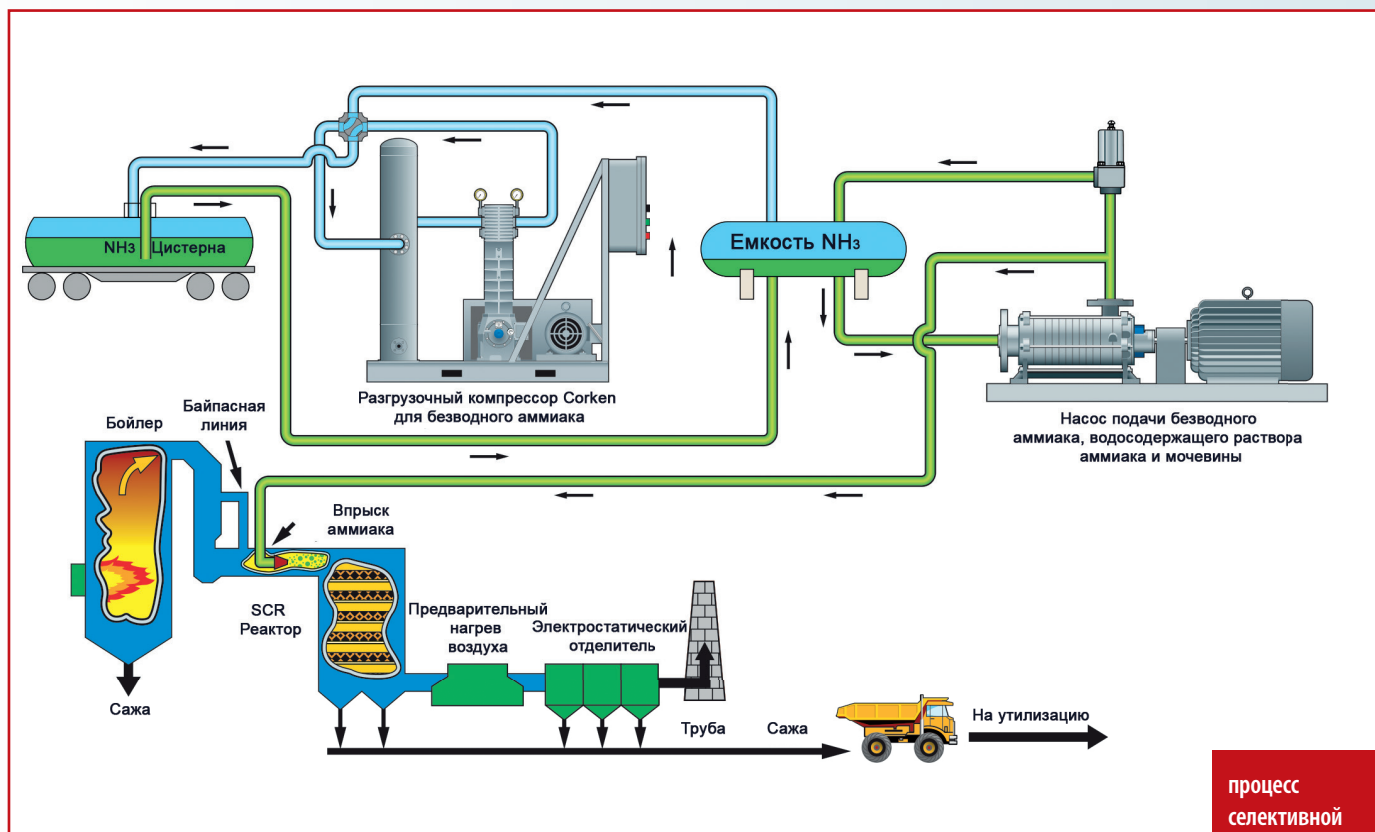 NH3 Цистерна
Емкость NH3
Разгрузочный компрессор Corken
для безводного аммиака
Насос подачи безводного
аммиака, водосодержащего раствора
аммиака и мочевины
Байпасная
линия
Бойлер
Впрыск
аммиака
SCR
Реактор
Предварительный
нагрев
воздуха
Электростатический
отделитель
Сажа
Труба
Сажа
На утилизацию
процесс
селективной